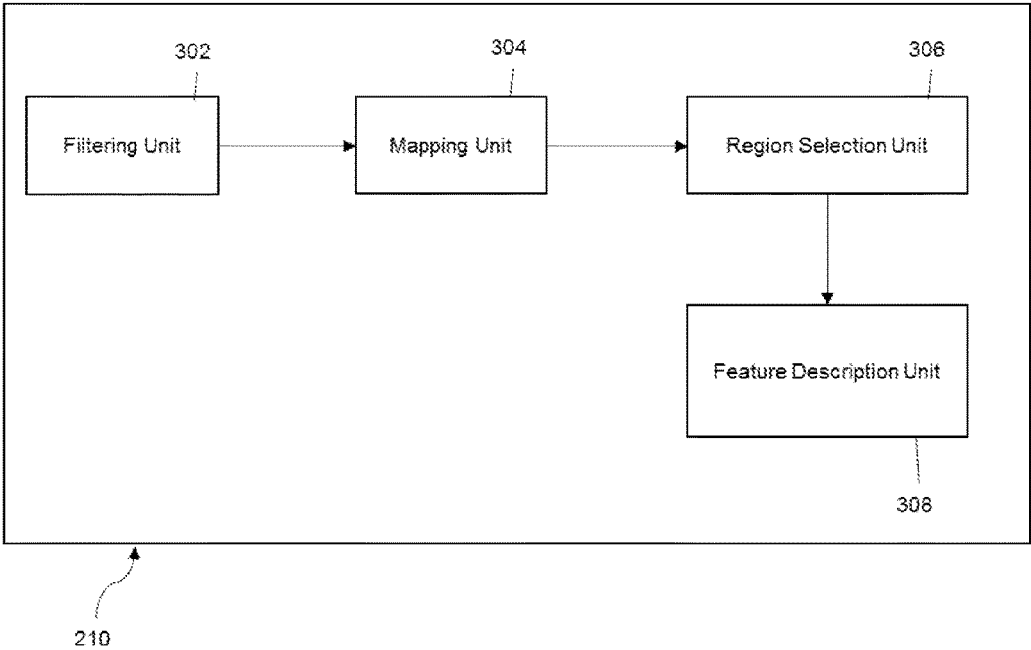 302
304
306
Filtering Unit
Mapping Unit
Region Selection Unit
Feature Description Unit
308
210